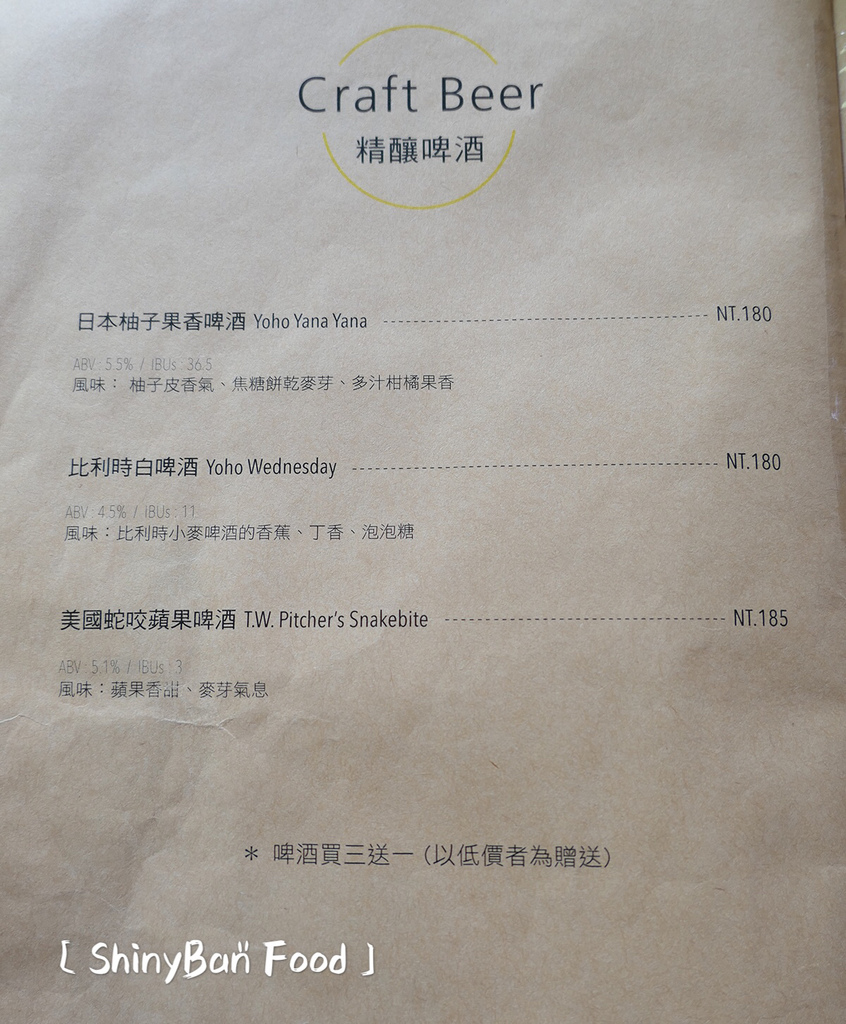 Craft Beer
精釀啤酒
日本柚子果香啤酒 Yoho Yana Yana ---------- NT.180
ABV : 5.5% / IBUs : 36.5
風味： 柚子皮香氣、焦糖餅乾麥芽、多汁柑橘果香
比利時白啤酒 Yoho Wednesday ---------- NT.180
ABV : 4.5% / IBUs : 11
風味：比利時小麥啤酒的香蕉、丁香、泡泡糖
美國蛇咬蘋果啤酒 T.W. Pitcher's Snakebite ---------- NT.185
ABV : 5.1% / IBUs : 3
風味：蘋果香甜、麥芽氣息
＊ 啤酒買三送一（以低價者為贈送）
[ ShinyBan Food ]